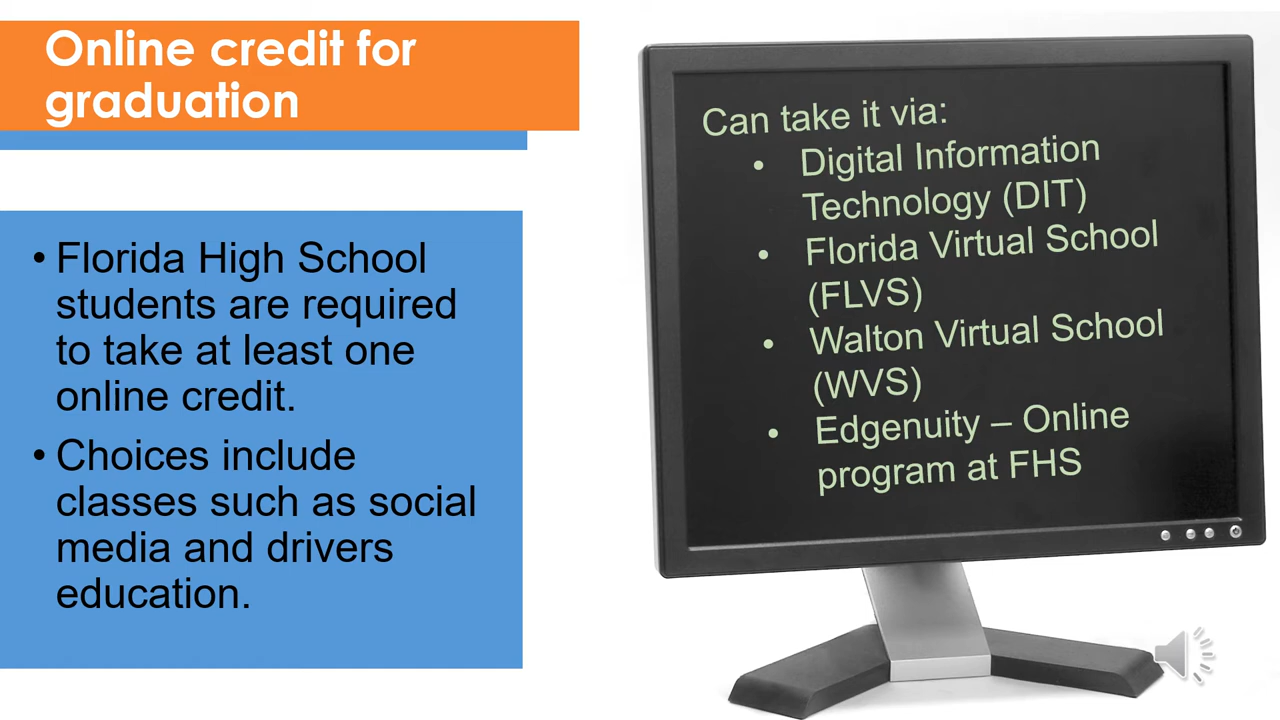 Online credit for
graduation
• Florida High School
students are required
to take at least one
online credit.
• Choices include
classes such as social
media and drivers
education.
Can take it via:
• Digital Information
Technology (DIT)
• Florida Virtual School
(FLVS)
• Walton Virtual School
(WVS)
• Edgenuity – Online
program at FHS